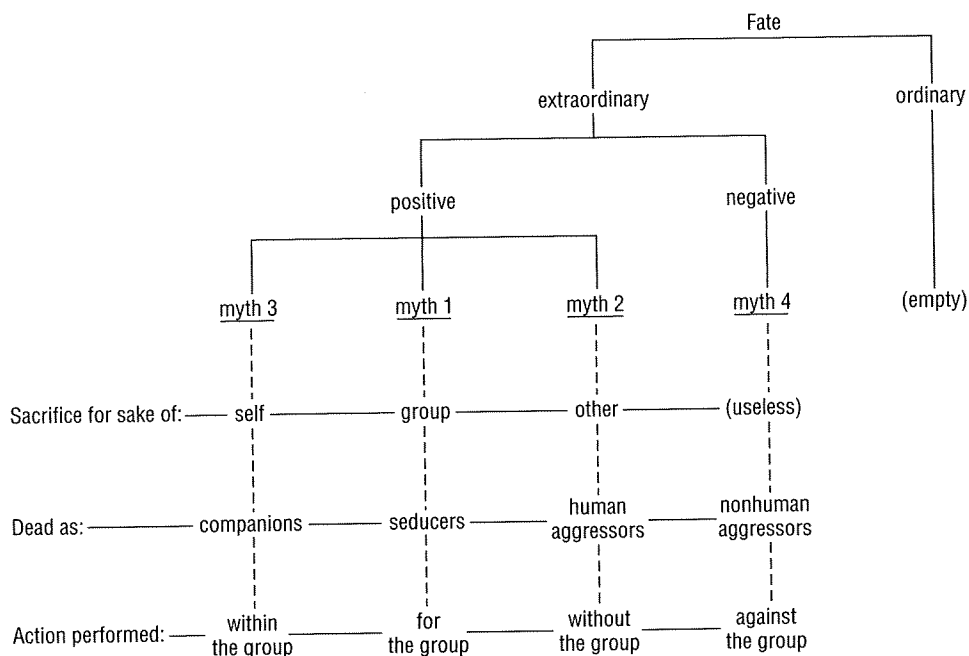 Fate
extraordinary ordinary
positive negative
myth 3 myth 1 myth 2 myth 4 (empty)
Sacrifice for sake of: self group other (useless)
Dead as: companions seducers human aggressors nonhuman aggressors
Action performed: within the group for the group without the group against the group